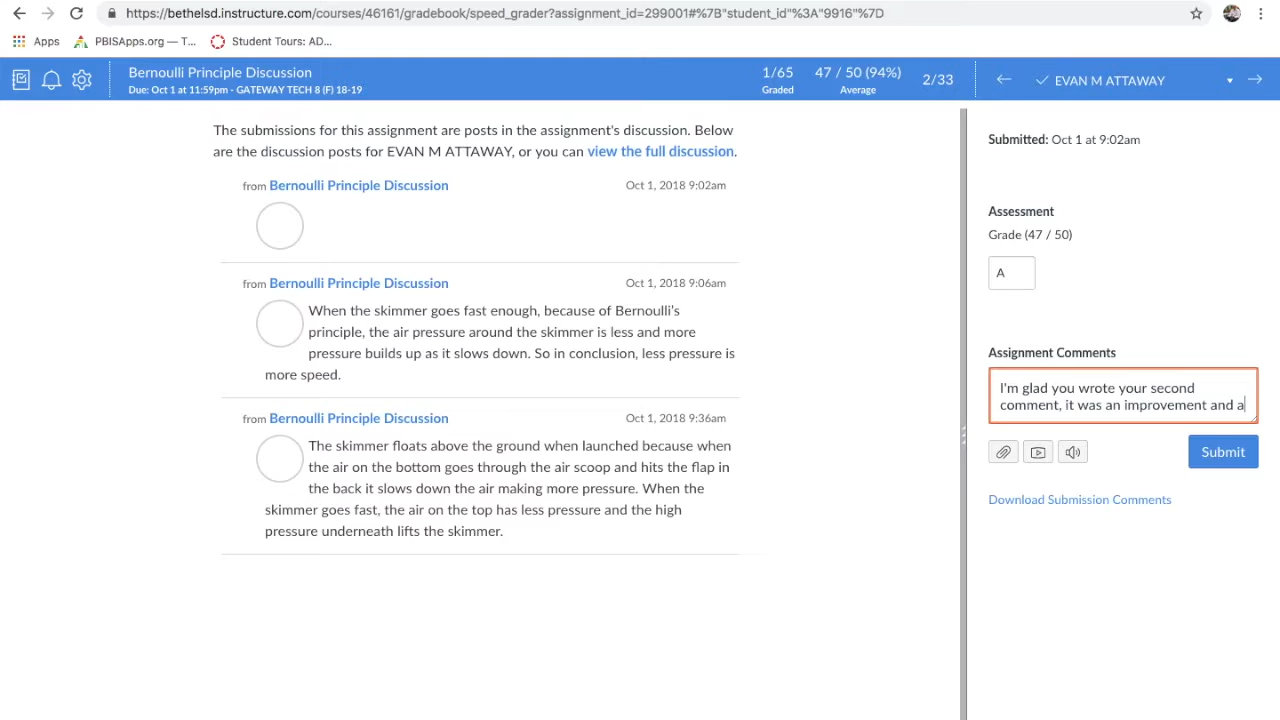 https://bethelsd.instructure.com/courses/46161/gradebook/speed_grader?assignment_id=299001#%7B"student_id"%3A"9916"%7D
Apps PBISApps.org — T... Student Tours: AD...
Bernoulli Principle Discussion
Due: Oct 1 at 11:59pm - GATEWAY TECH 8 (F) 18-19
1/65
Graded
47 / 50 (94%)
Average
2/33
EVAN M ATTAWAY
The submissions for this assignment are posts in the assignment's discussion. Below
are the discussion posts for EVAN M ATTAWAY, or you can view the full discussion.
from Bernoulli Principle Discussion Oct 1, 2018 9:02am
from Bernoulli Principle Discussion Oct 1, 2018 9:06am
When the skimmer goes fast enough, because of Bernoulli's
principle, the air pressure around the skimmer is less and more
pressure builds up as it slows down. So in conclusion, less pressure is
more speed.
from Bernoulli Principle Discussion Oct 1, 2018 9:36am
The skimmer floats above the ground when launched because when
the air on the bottom goes through the air scoop and hits the flap in
the back it slows down the air making more pressure. When the
skimmer goes fast, the air on the top has less pressure and the high
pressure underneath lifts the skimmer.
Submitted: Oct 1 at 9:02am
Assessment
Grade (47 / 50)
A
Assignment Comments
I'm glad you wrote your second
comment, it was an improvement and a
Submit
Download Submission Comments